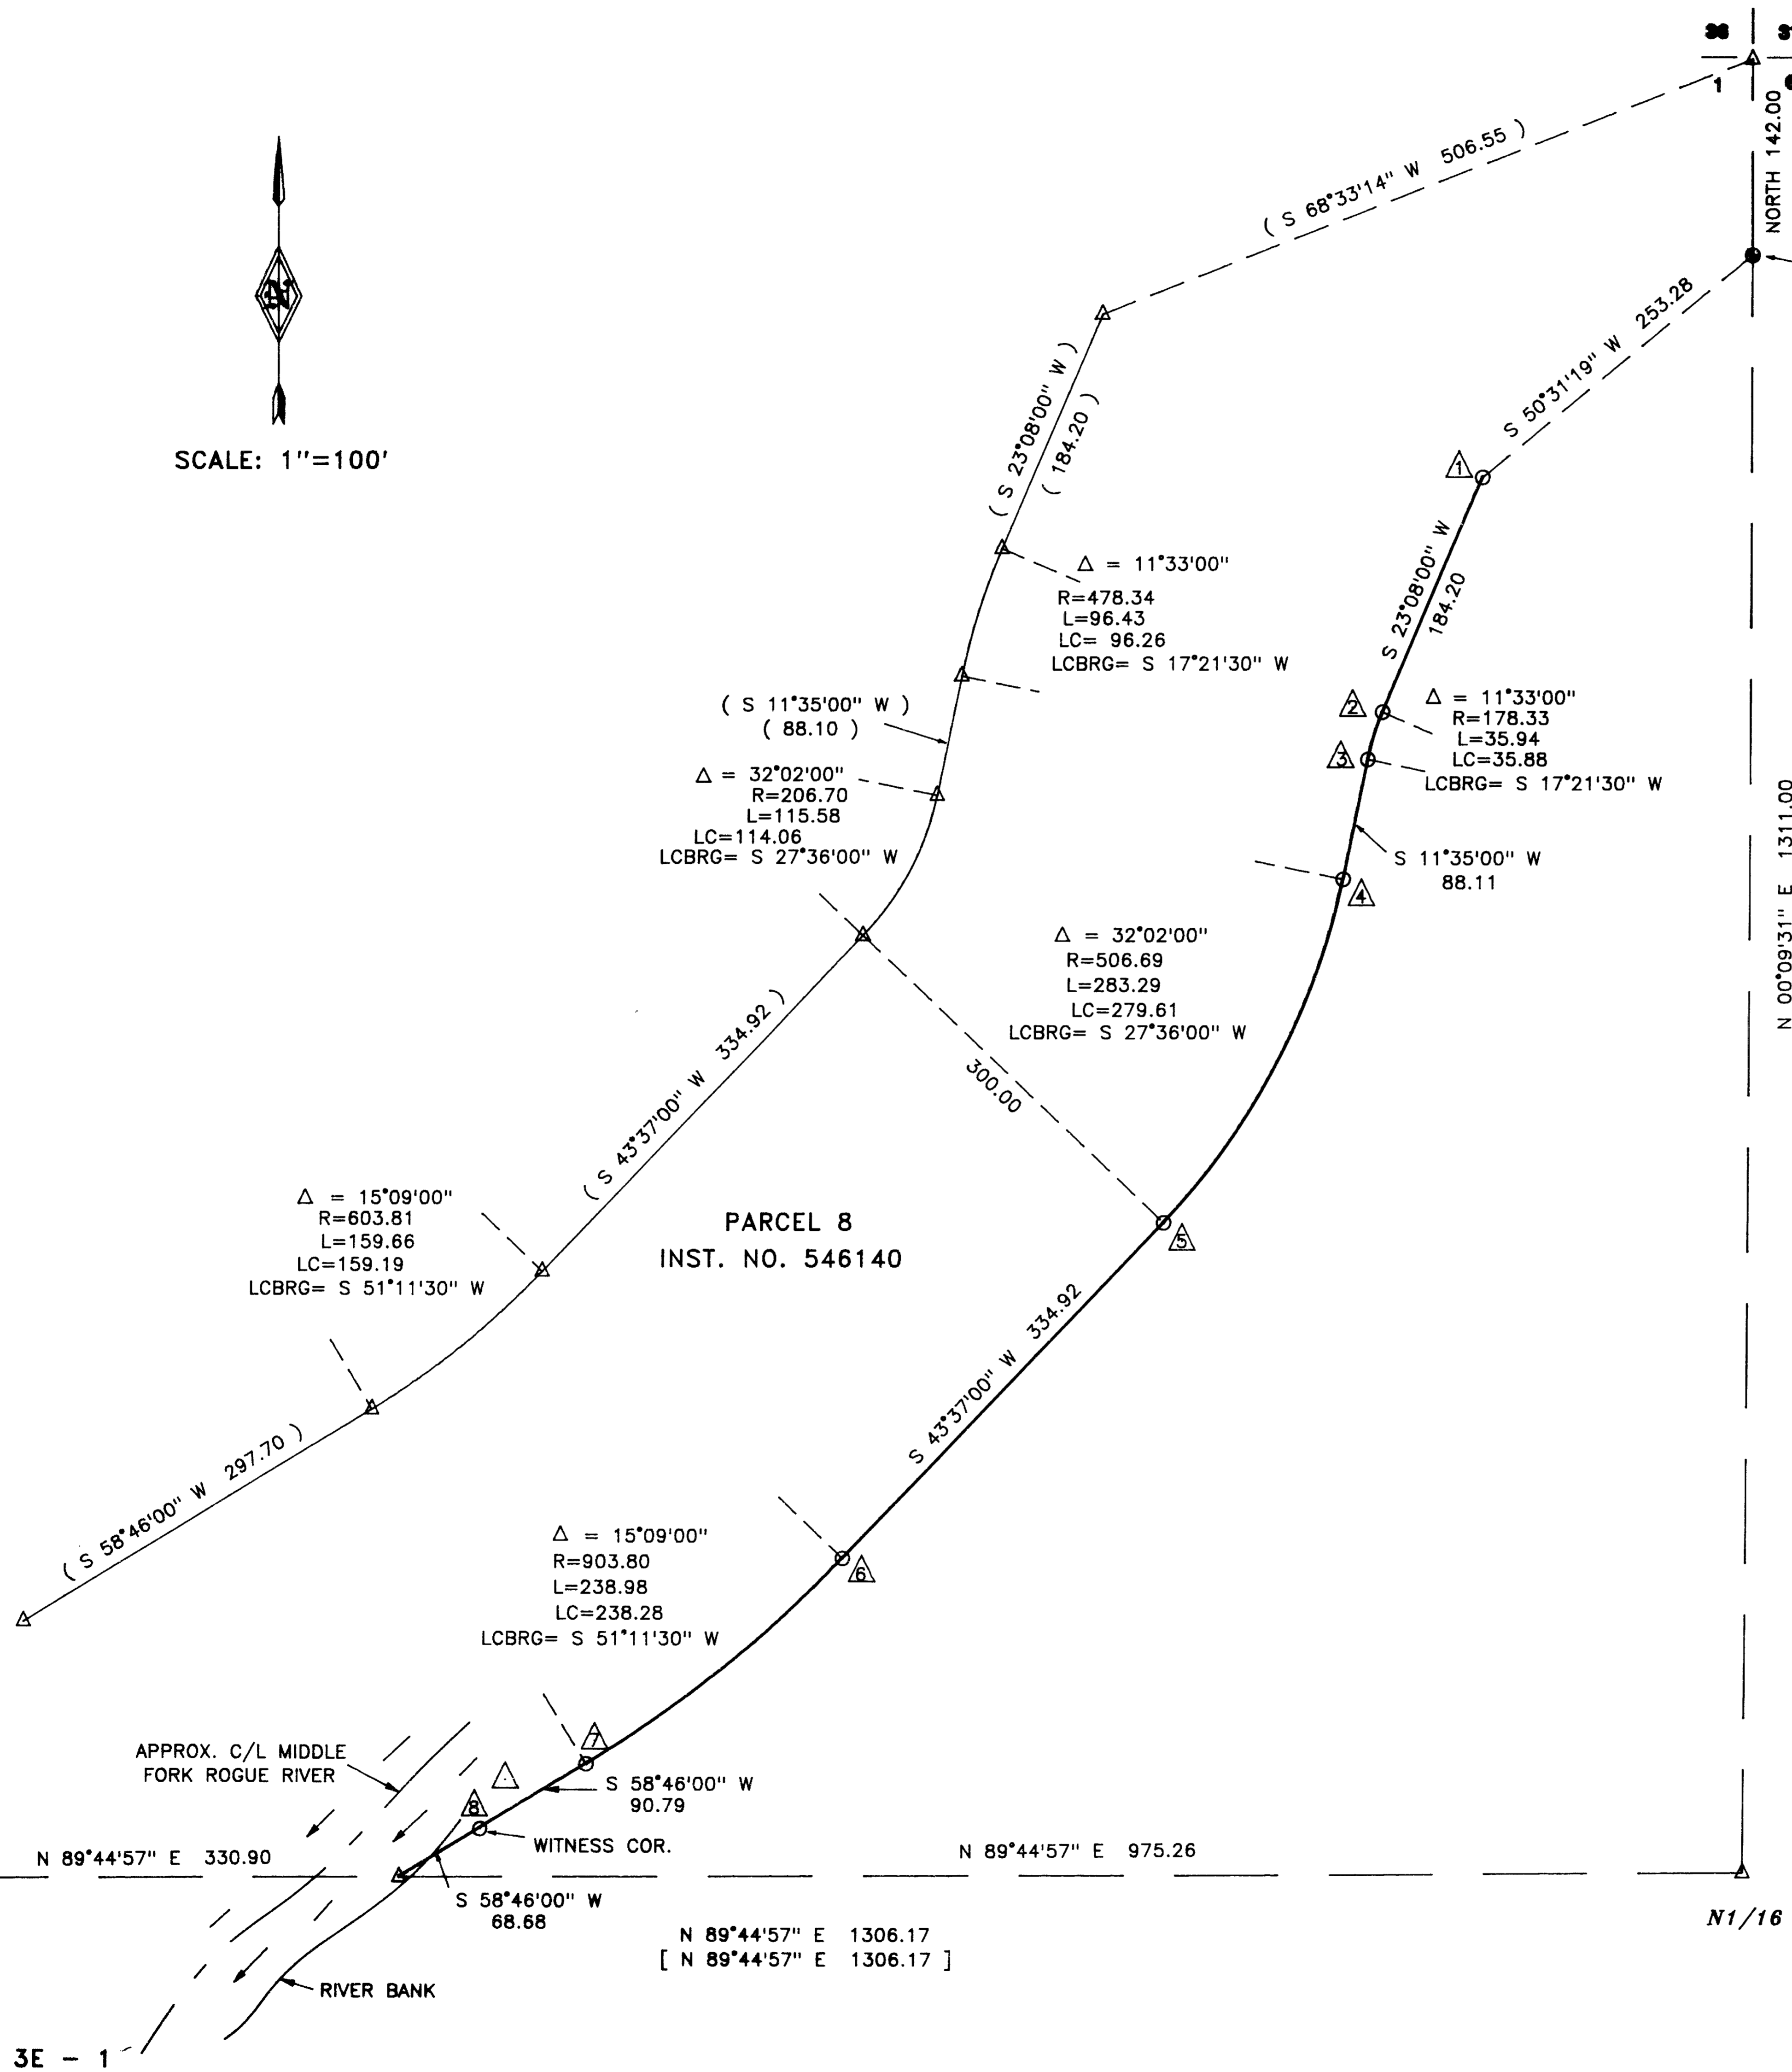 36
1
NORTH 142.00
( S 68°33'14" W 506.55 )
S 50°31'19" W 253.28
N
SCALE: 1"=100'
( S 23°08'00" W )
( 184.20 )
1
S 23°08'00" W
184.20
Δ = 11°33'00"
R=478.34
L=96.43
LC= 96.26
LCBRG= S 17°21'30" W
( S 11°35'00" W )
( 88.10 )
2
Δ = 11°33'00"
R=178.33
L=35.94
LC=35.88
LCBRG= S 17°21'30" W
3
Δ = 32°02'00"
R=206.70
L=115.58
LC=114.06
LCBRG= S 27°36'00" W
S 11°35'00" W
88.11
4
N 00°09'31" E 1311.00
Δ = 32°02'00"
R=506.69
L=283.29
LC=279.61
LCBRG= S 27°36'00" W
300.00
( S 43°37'00" W 334.92 )
Δ = 15°09'00"
R=603.81
L=159.66
LC=159.19
LCBRG= S 51°11'30" W
PARCEL 8
INST. NO. 546140
5
S 43°37'00" W 334.92
( S 58°46'00" W 297.70 )
Δ = 15°09'00"
R=903.80
L=238.98
LC=238.28
LCBRG= S 51°11'30" W
6
7
APPROX. C/L MIDDLE
FORK ROGUE RIVER
S 58°46'00" W
90.79
8
WITNESS COR.
N 89°44'57" E 330.90
N 89°44'57" E 975.26
S 58°46'00" W
68.68
N1/16
N 89°44'57" E 1306.17
[ N 89°44'57" E 1306.17 ]
RIVER BANK
3E - 1